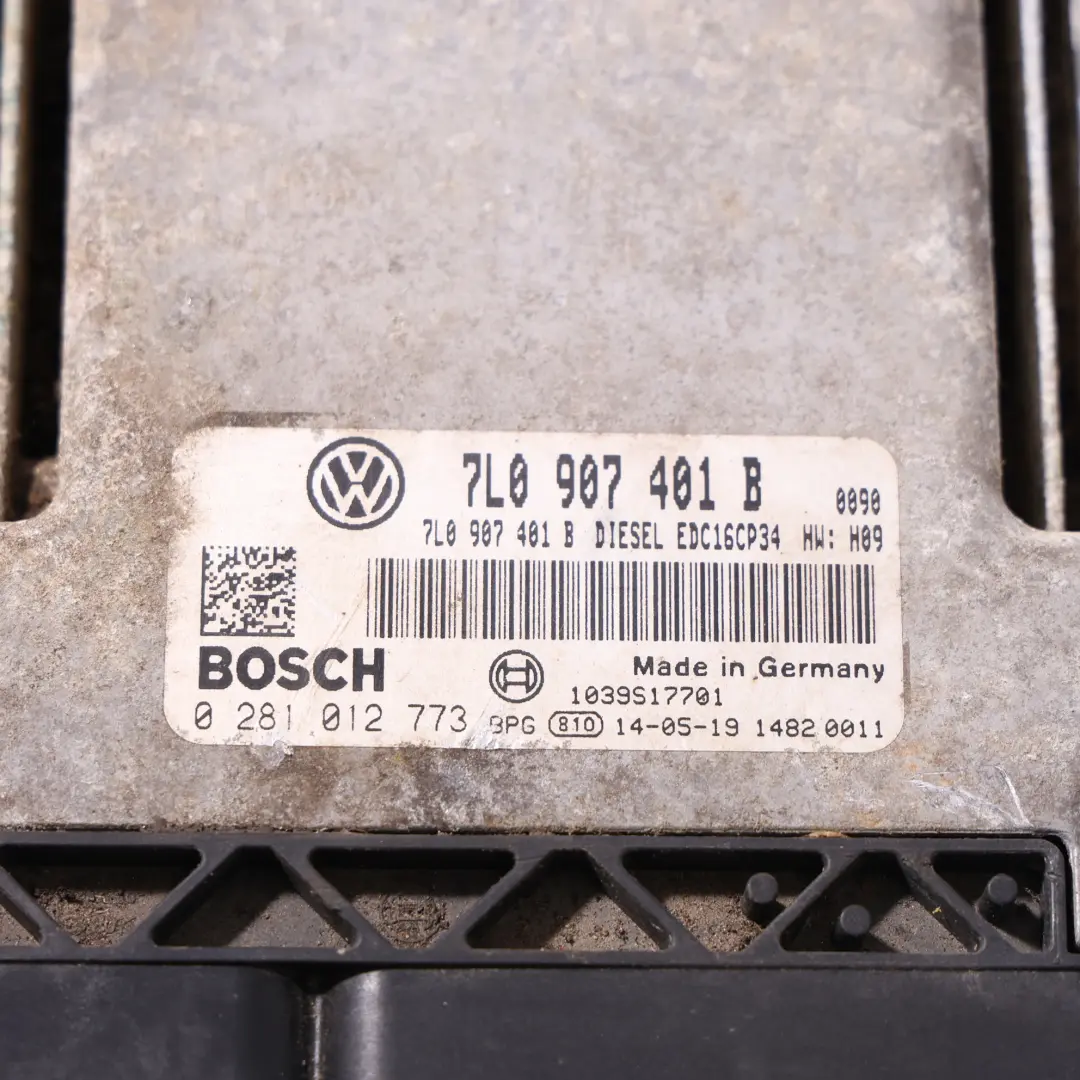 VW
7L0 907 401 B 0090
7L0 907 401 B DIESEL EDC16CP34 HW: H09
BOSCH Made in Germany
1039S17701
0 281 012 773 BPG 810 14-05-19 1482 0011